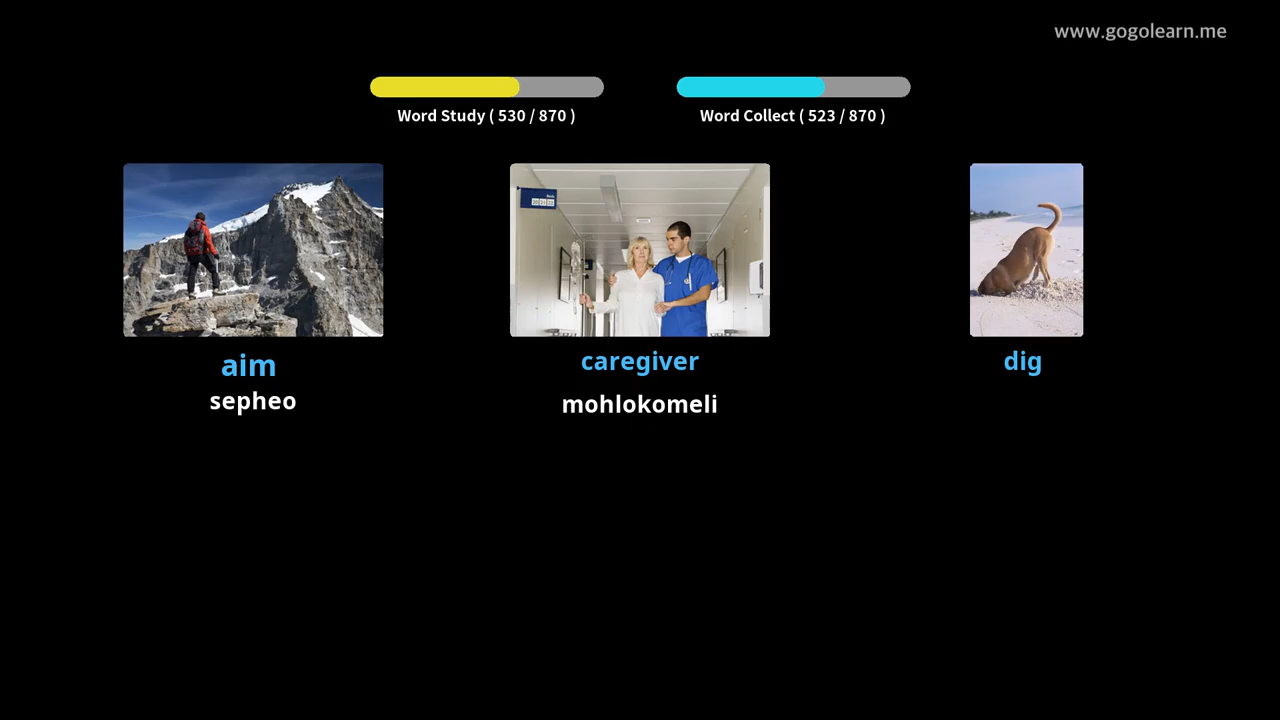 www.gogolearn.me
Word Study ( 530 / 870 )
Word Collect ( 523 / 870 )
aim
sepheo
caregiver
mohlokomeli
dig